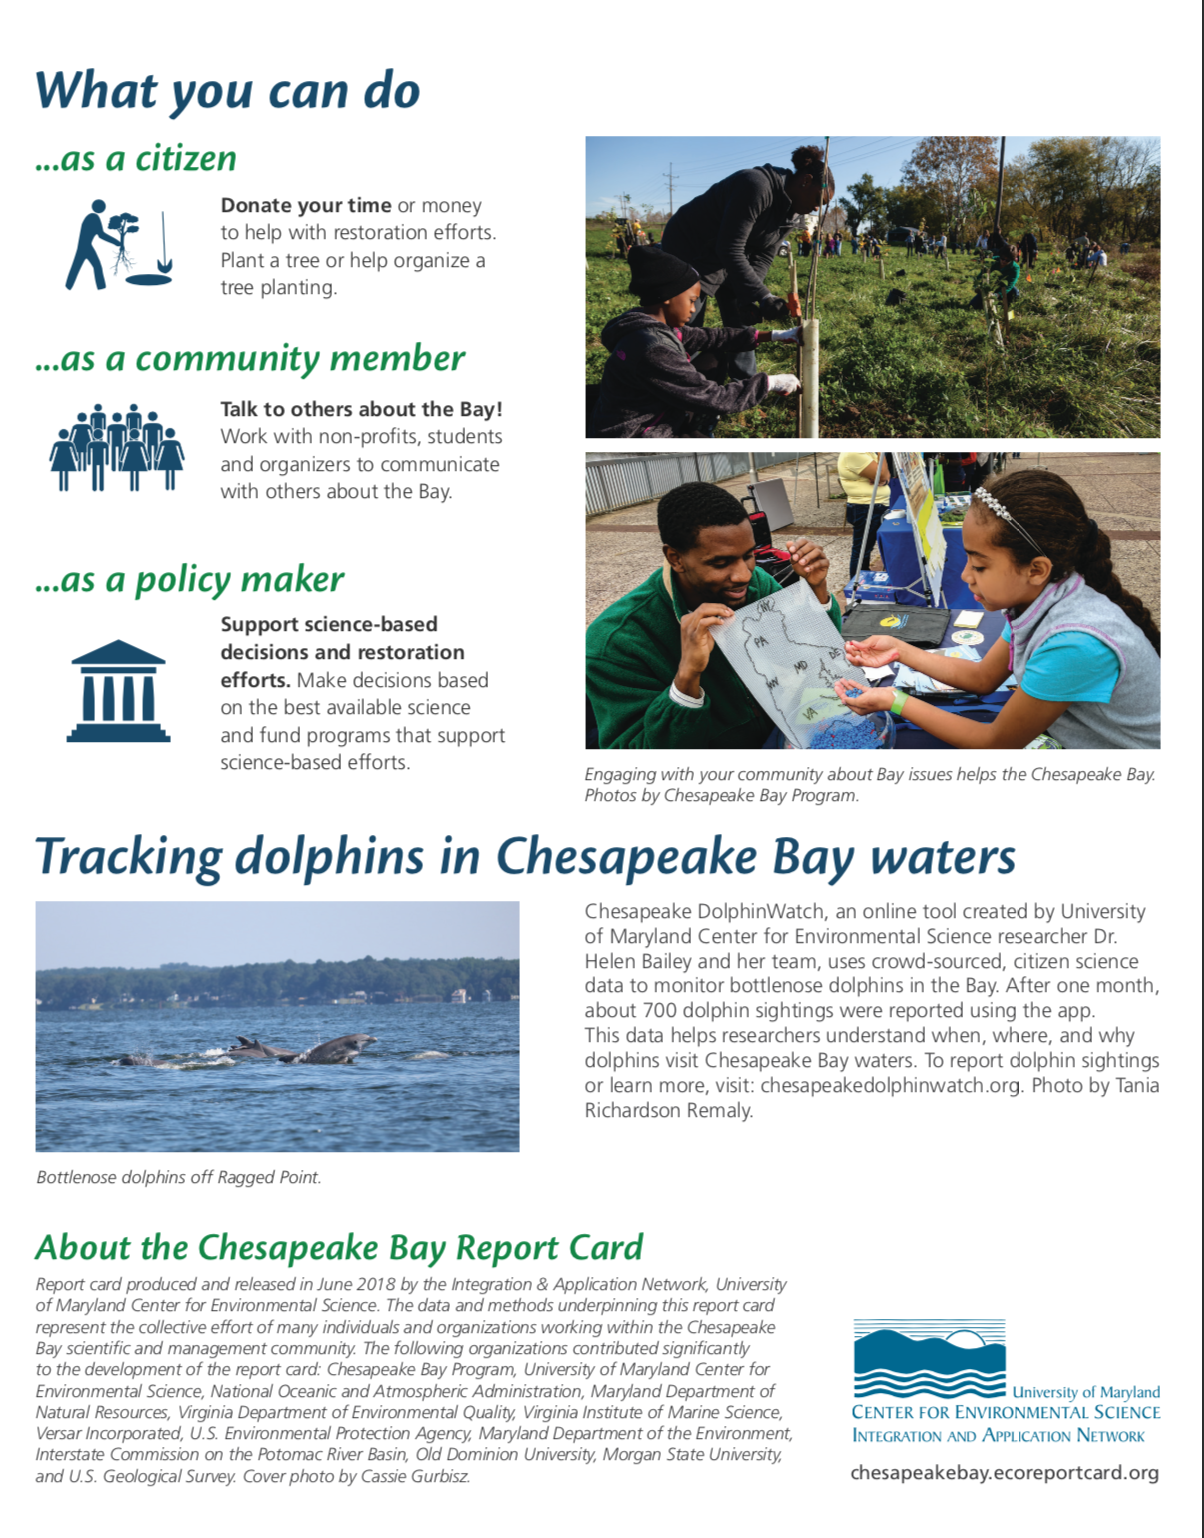 What you can do
...as a citizen
Donate your time or money
to help with restoration efforts.
Plant a tree or help organize a
tree planting.
...as a community member
Talk to others about the Bay!
Work with non-profits, students
and organizers to communicate
with others about the Bay.
...as a policy maker
Support science-based
decisions and restoration
efforts. Make decisions based
on the best available science
and fund programs that support
science-based efforts.
NY
PA
MD
DE
WV
VA
Engaging with your community about Bay issues helps the Chesapeake Bay.
Photos by Chesapeake Bay Program.
Tracking dolphins in Chesapeake Bay waters
Chesapeake DolphinWatch, an online tool created by University
of Maryland Center for Environmental Science researcher Dr.
Helen Bailey and her team, uses crowd-sourced, citizen science
data to monitor bottlenose dolphins in the Bay. After one month,
about 700 dolphin sightings were reported using the app.
This data helps researchers understand when, where, and why
dolphins visit Chesapeake Bay waters. To report dolphin sightings
or learn more, visit: chesapeakedolphinwatch.org. Photo by Tania
Richardson Remaly.
Bottlenose dolphins off Ragged Point.
About the Chesapeake Bay Report Card
Report card produced and released in June 2018 by the Integration & Application Network, University
of Maryland Center for Environmental Science. The data and methods underpinning this report card
represent the collective effort of many individuals and organizations working within the Chesapeake
Bay scientific and management community. The following organizations contributed significantly
to the development of the report card: Chesapeake Bay Program, University of Maryland Center for
Environmental Science, National Oceanic and Atmospheric Administration, Maryland Department of
Natural Resources, Virginia Department of Environmental Quality, Virginia Institute of Marine Science,
Versar Incorporated, U.S. Environmental Protection Agency, Maryland Department of the Environment,
Interstate Commission on the Potomac River Basin, Old Dominion University, Morgan State University,
and U.S. Geological Survey. Cover photo by Cassie Gurbisz.
University of Maryland
CENTER FOR ENVIRONMENTAL SCIENCE
INTEGRATION AND APPLICATION NETWORK
chesapeakebay.ecoreportcard.org